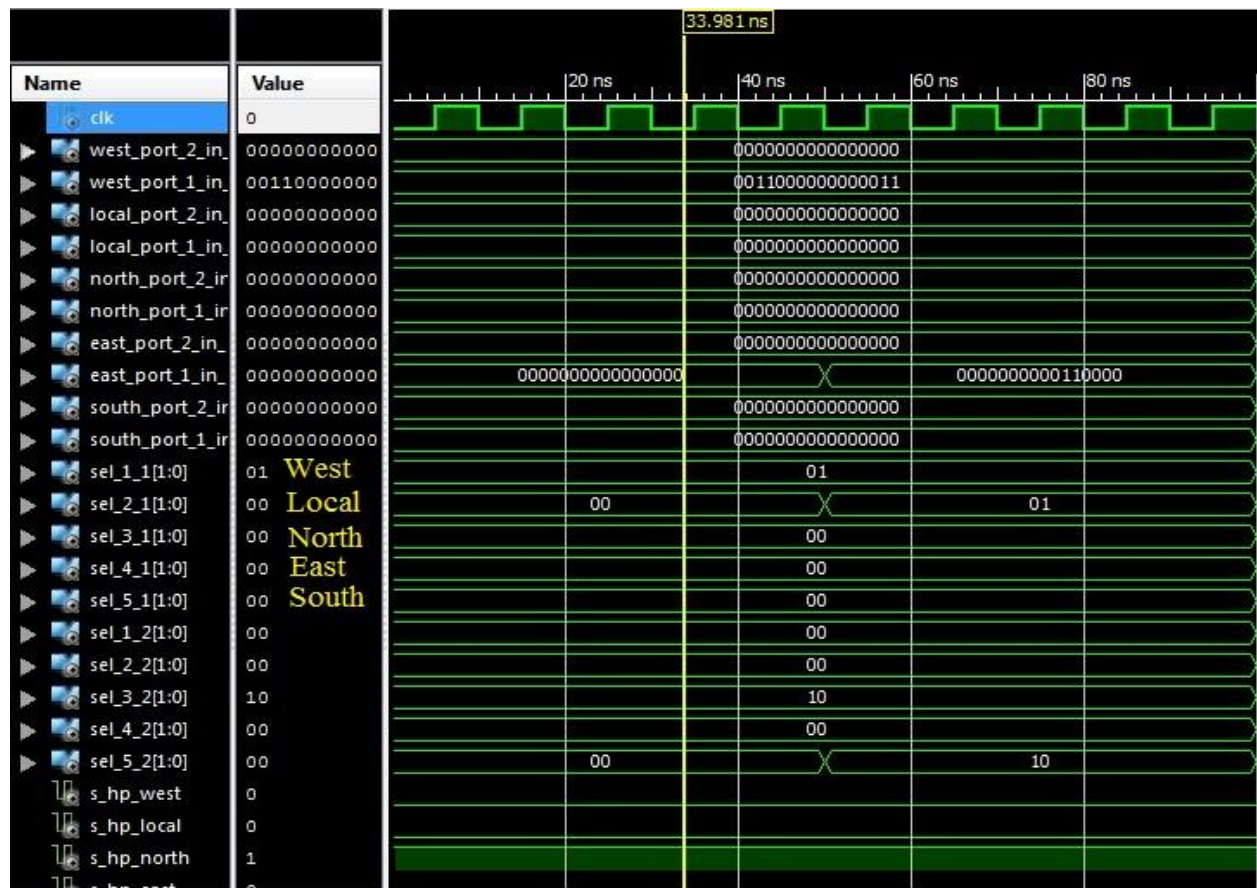 33.981 ns
Name Value 20 ns 40 ns 60 ns 80 ns
clk 0
west_port_2_in_ 00000000000 0000000000000000
west_port_1_in_ 00110000000 0011000000000011
local_port_2_in_ 00000000000 0000000000000000
local_port_1_in_ 00000000000 0000000000000000
north_port_2_ir 00000000000 0000000000000000
north_port_1_ir 00000000000 0000000000000000
east_port_2_in_ 00000000000 0000000000000000
east_port_1_in_ 00000000000 0000000000000000 0000000000110000
south_port_2_ir 00000000000 0000000000000000
south_port_1_ir 00000000000 0000000000000000
sel_1_1[1:0] 01 West 01
sel_2_1[1:0] 00 Local 00 01
sel_3_1[1:0] 00 North 00
sel_4_1[1:0] 00 East 00
sel_5_1[1:0] 00 South 00
sel_1_2[1:0] 00 00
sel_2_2[1:0] 00 00
sel_3_2[1:0] 10 10
sel_4_2[1:0] 00 00
sel_5_2[1:0] 00 00 10
s_hp_west 0
s_hp_local 0
s_hp_north 1